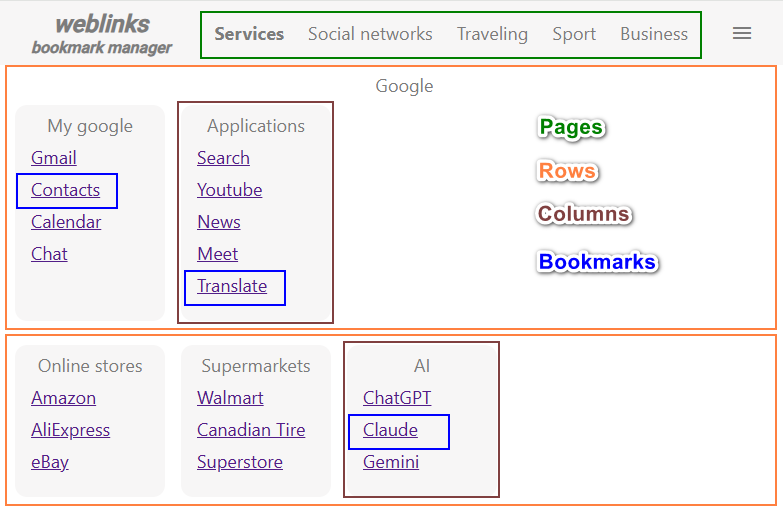 weblinks
bookmark manager
Services Social networks Traveling Sport Business
Google
My google
Gmail
Contacts
Calendar
Chat
Applications
Search
Youtube
News
Meet
Translate
Pages
Rows
Columns
Bookmarks
Online stores
Amazon
AliExpress
eBay
Supermarkets
Walmart
Canadian Tire
Superstore
AI
ChatGPT
Claude
Gemini